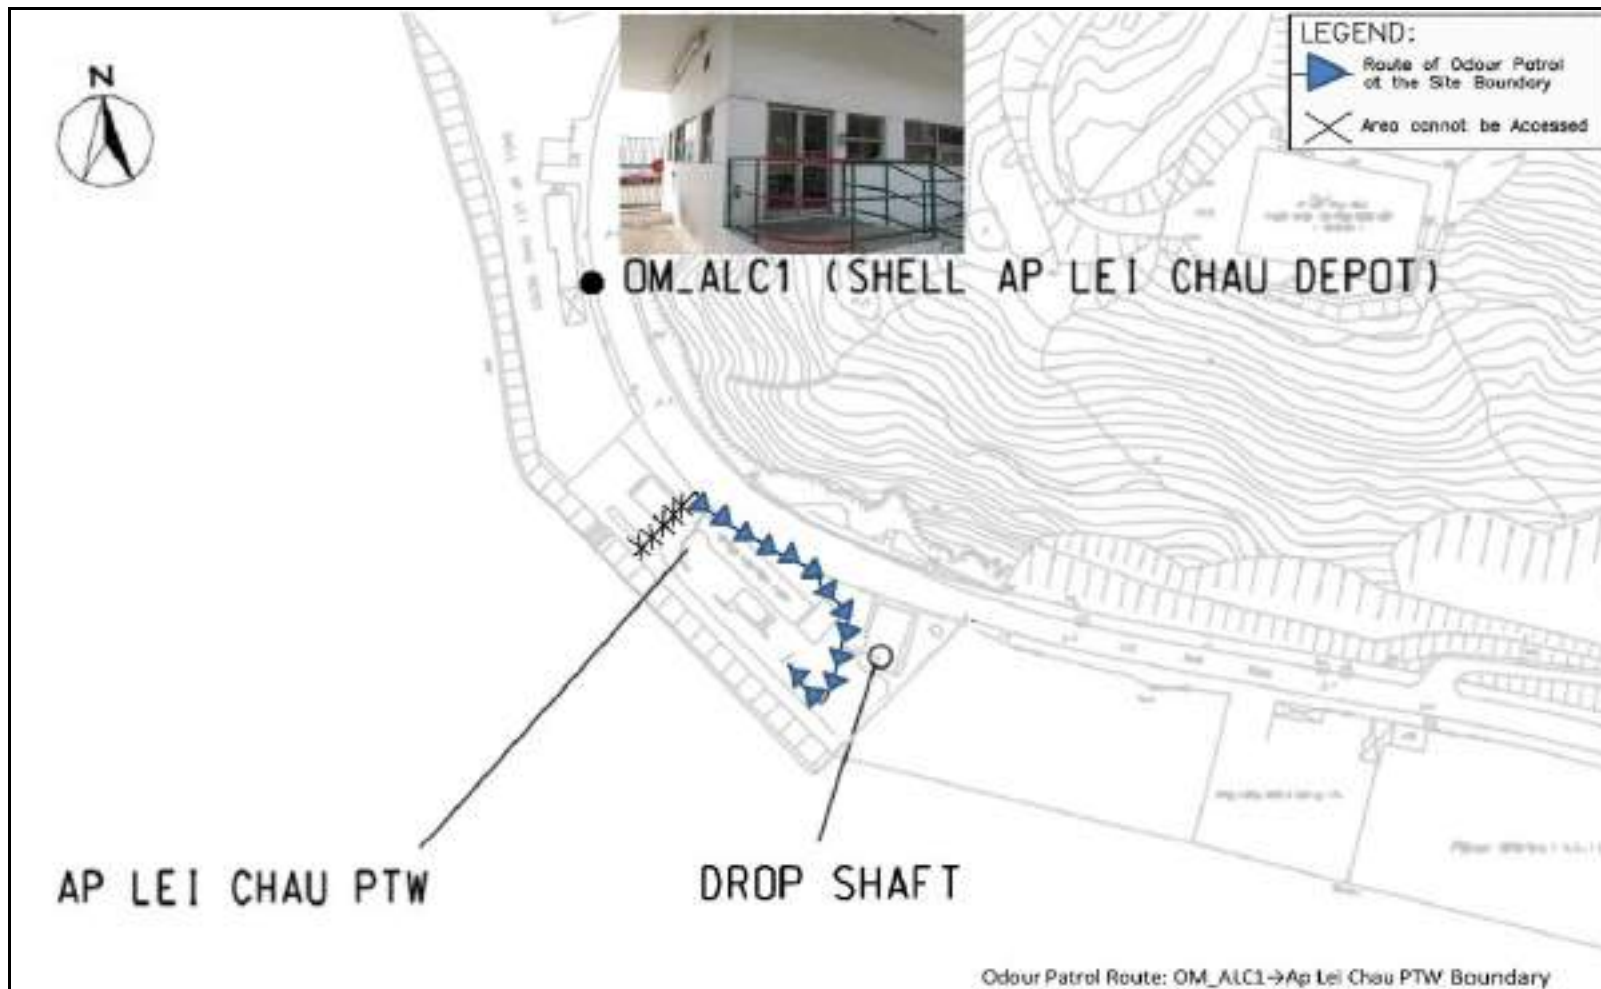 N
LEGEND:
Route of Odour Patrol
at the Site Boundary
Area cannot be Accessed
OM_ALC1 (SHELL AP LEI CHAU DEPOT)
AP LEI CHAU PTW
DROP SHAFT
Odour Patrol Route: OM_ALC1→Ap Lei Chau PTW Boundary